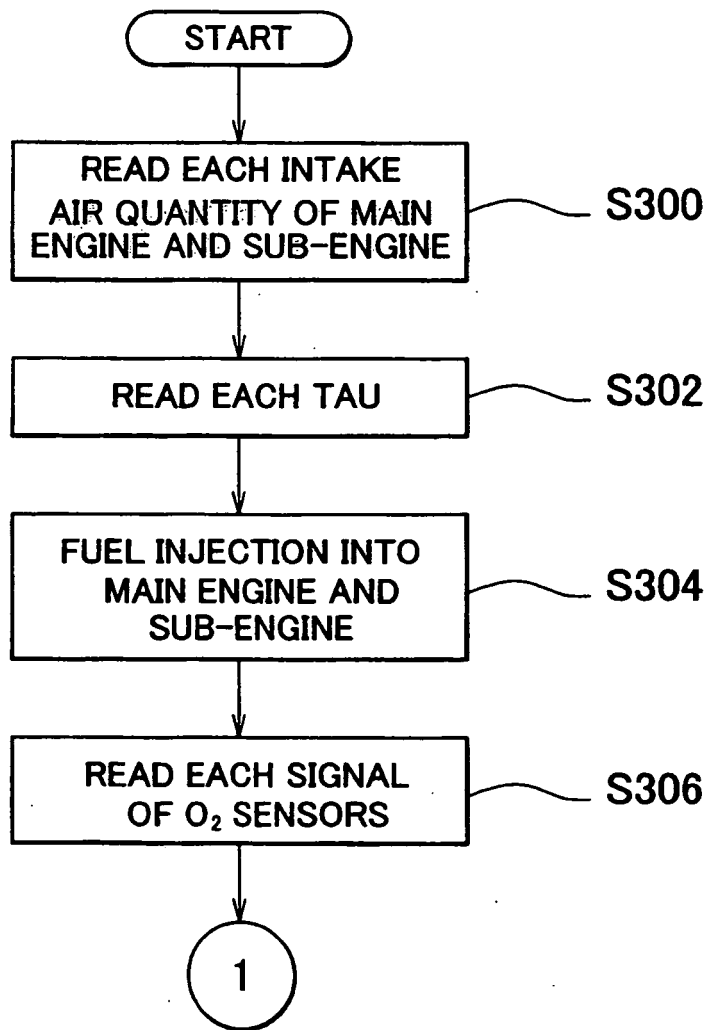 START
READ EACH INTAKE
AIR QUANTITY OF MAIN
ENGINE AND SUB-ENGINE
S300
READ EACH TAU
S302
FUEL INJECTION INTO
MAIN ENGINE AND
SUB-ENGINE
S304
READ EACH SIGNAL
OF O₂ SENSORS
S306
1